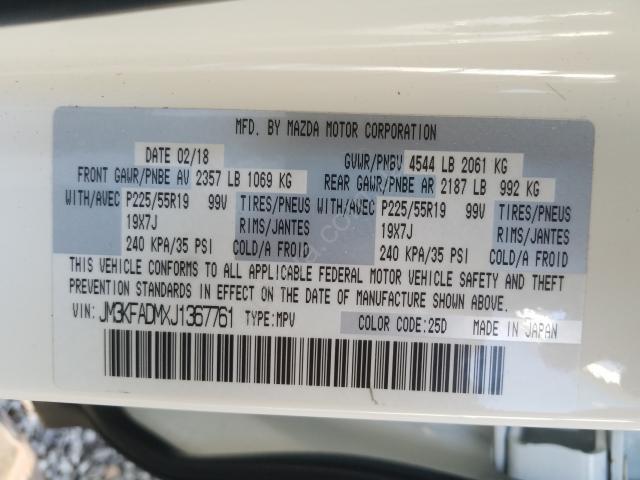 MFD. BY MAZDA MOTOR CORPORATION
DATE 02/18 GVWR/PNBV 4544 LB 2061 KG
FRONT GAWR/PNBE AV 2357 LB 1069 KG REAR GAWR/PNBE AR 2187 LB 992 KG
WITH/AVEC P225/55R19 99V TIRES/PNEUS WITH/AVEC P225/55R19 99V TIRES/PNEUS
19X7J RIMS/JANTES 19X7J RIMS/JANTES
240 KPA/35 PSI COLD/A FROID 240 KPA/35 PSI COLD/A FROID
THIS VEHICLE CONFORMS TO ALL APPLICABLE FEDERAL MOTOR VEHICLE SAFETY AND THEFT
PREVENTION STANDARDS IN EFFECT ON THE DATE OF MANUFACTURE SHOWN ABOVE.
VIN: JM3KFADMXJ1367761 TYPE:MPV COLOR CODE:25D MADE IN JAPAN